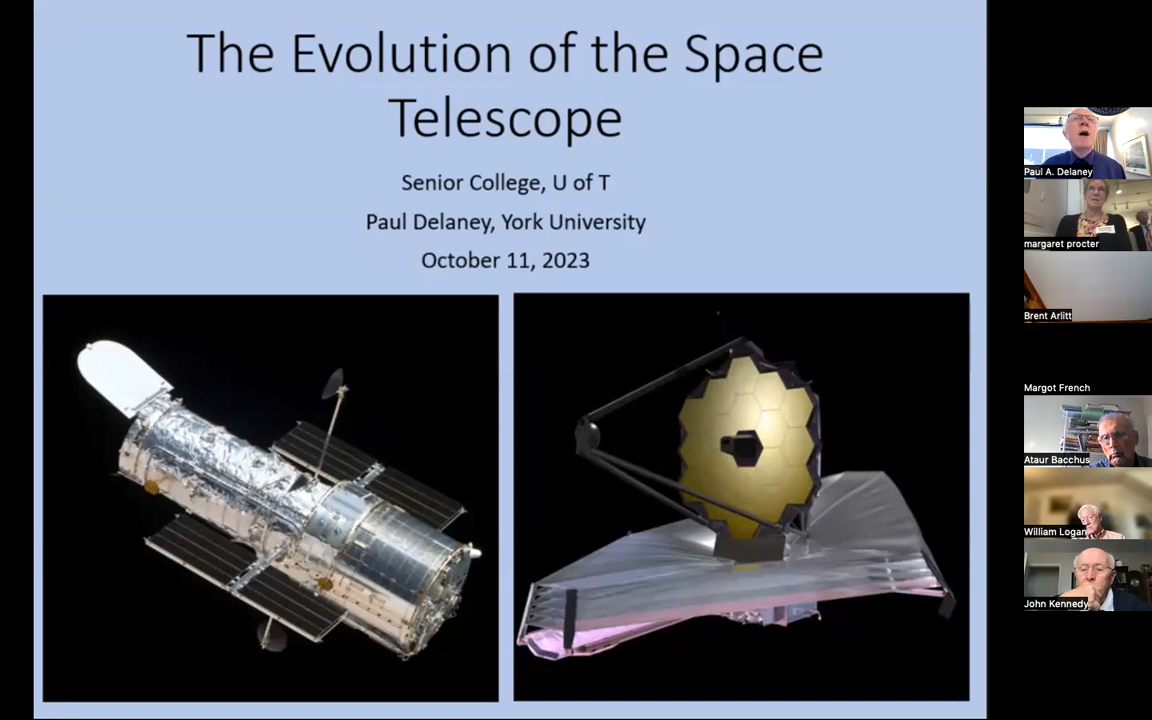 The Evolution of the Space
Telescope
Senior College, U of T
Paul Delaney, York University
October 11, 2023
Paul A. Delaney
margaret procter
Brent Arlitt
Margot French
Ataur Bacchus
William Logan
John Kennedy